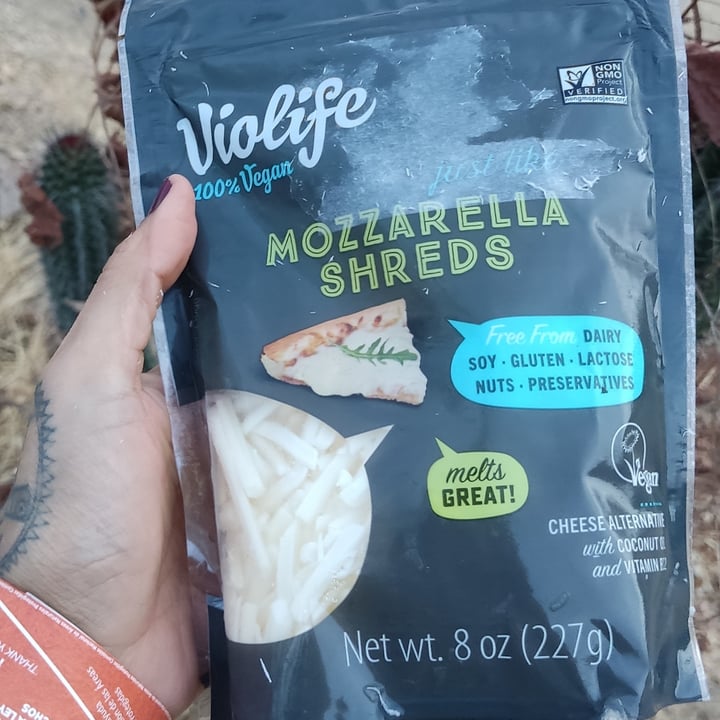 Violife
100% Vegan
NON
GMO
Project
VERIFIED
nongmoproject.org
just like
MOZZARELLA
SHREDS
Free From DAIRY
SOY · GLUTEN · LACTOSE
NUTS · PRESERVATIVES
melts
GREAT!
Vegan
CHEESE ALTERNATIVE
with COCONUT
and VITAMIN
Net wt. 8 oz (227g)
THANK